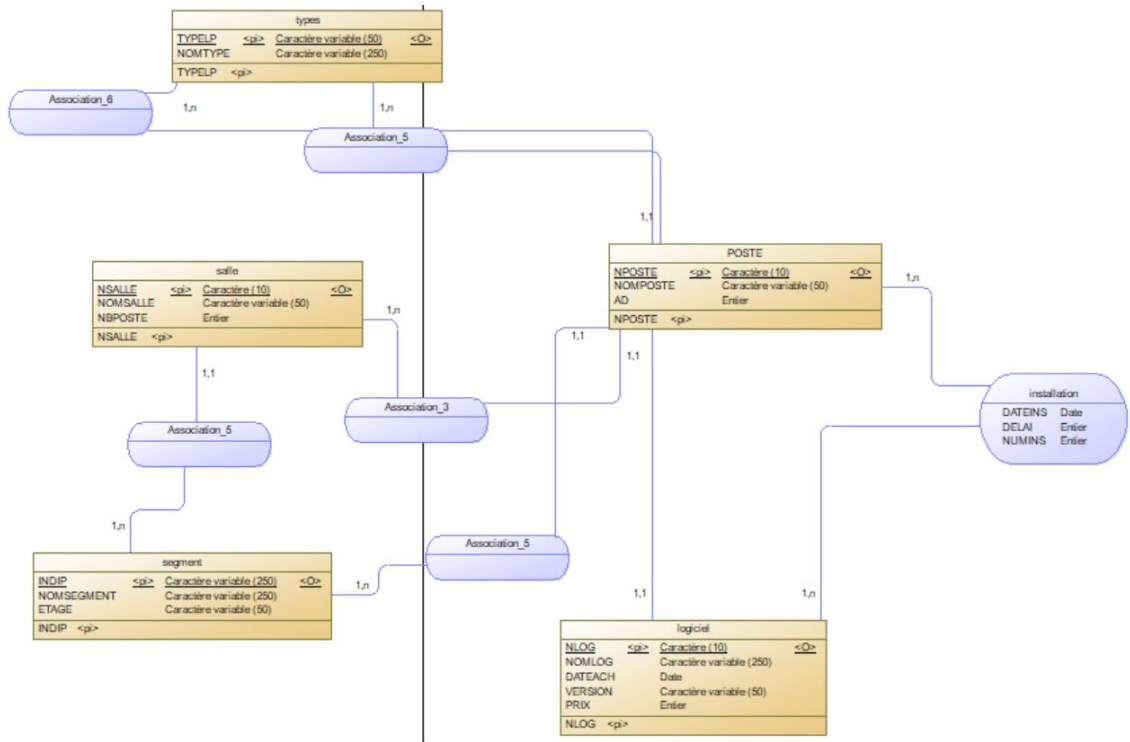 types
TYPELP <pi> Caractère variable (50) <O>
NOMTYPE Caractère variable (250)
TYPELP <pi>
Association_6
1,n
1,n
Association_5
1,1
POSTE
NPOSTE <pi> Caractère (10) <O>
NOMPOSTE Caractère variable (50)
AD Entier
NPOSTE <pi>
1,n
salle
NSALLE <pi> Caractère (10) <O>
NOMSALLE Caractère variable (50)
NBPOSTE Entier
NSALLE <pi>
1,n
1,1
1,1
1,1
Association_3
installation
DATEINS Date
DELAI Entier
NUMINS Entier
Association_5
1,n
Association_5
segment
INDIP <pi> Caractère variable (250) <O>
NOMSEGMENT Caractère variable (250)
ETAGE Caractère variable (50)
INDIP <pi>
1,n
1,1
1,n
logiciel
NLOG <pi> Caractère (10) <O>
NOMLOG Caractère variable (250)
DATEACH Date
VERSION Caractère variable (50)
PRIX Entier
NLOG <pi>